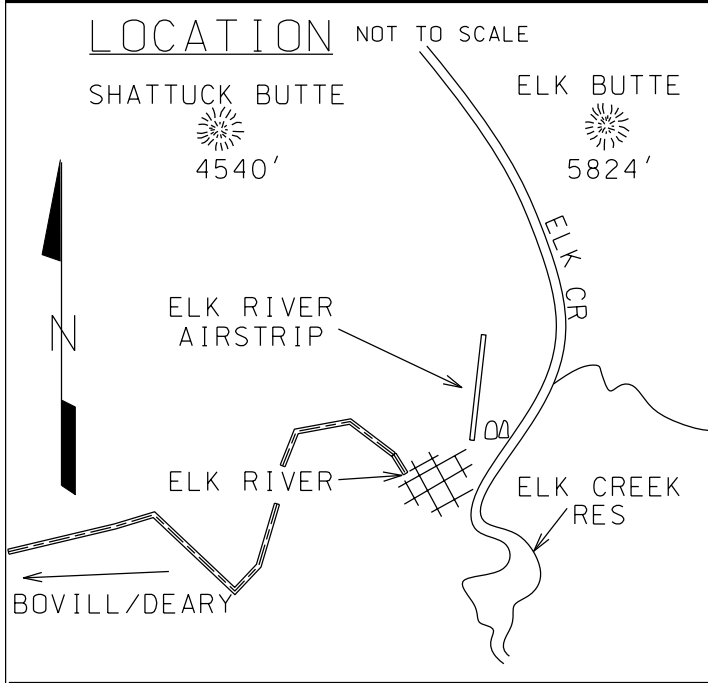 LOCATION NOT TO SCALE
SHATTUCK BUTTE
4540'
ELK BUTTE
5824'
ELK CR
N
ELK RIVER
AIRSTRIP
ELK RIVER
ELK CREEK
RES
BOVILL/DEARY